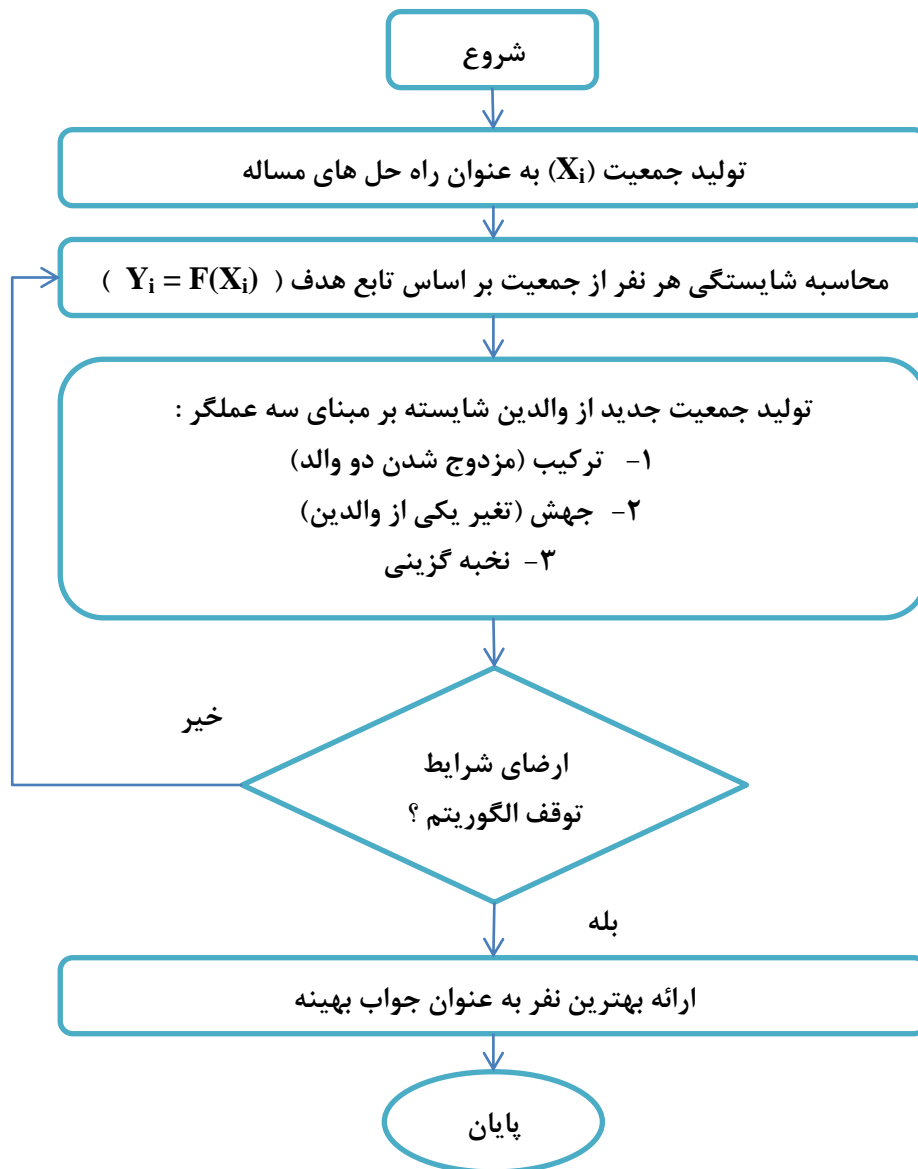 شروع
تولید جمعیت (Xi) به عنوان راه حل های مساله
محاسبه شایستگی هر نفر از جمعیت بر اساس تابع هدف ( Yi = F(Xi) )
تولید جمعیت جدید از والدین شایسته بر مبنای سه عملگر :
۱- ترکیب (مزدوج شدن دو والد)
۲- جهش (تغیر یکی از والدین)
۳- نخبه گزینی
خیر
ارضای شرایط
توقف الگوریتم ؟
بله
ارائه بهترین نفر به عنوان جواب بهینه
پایان